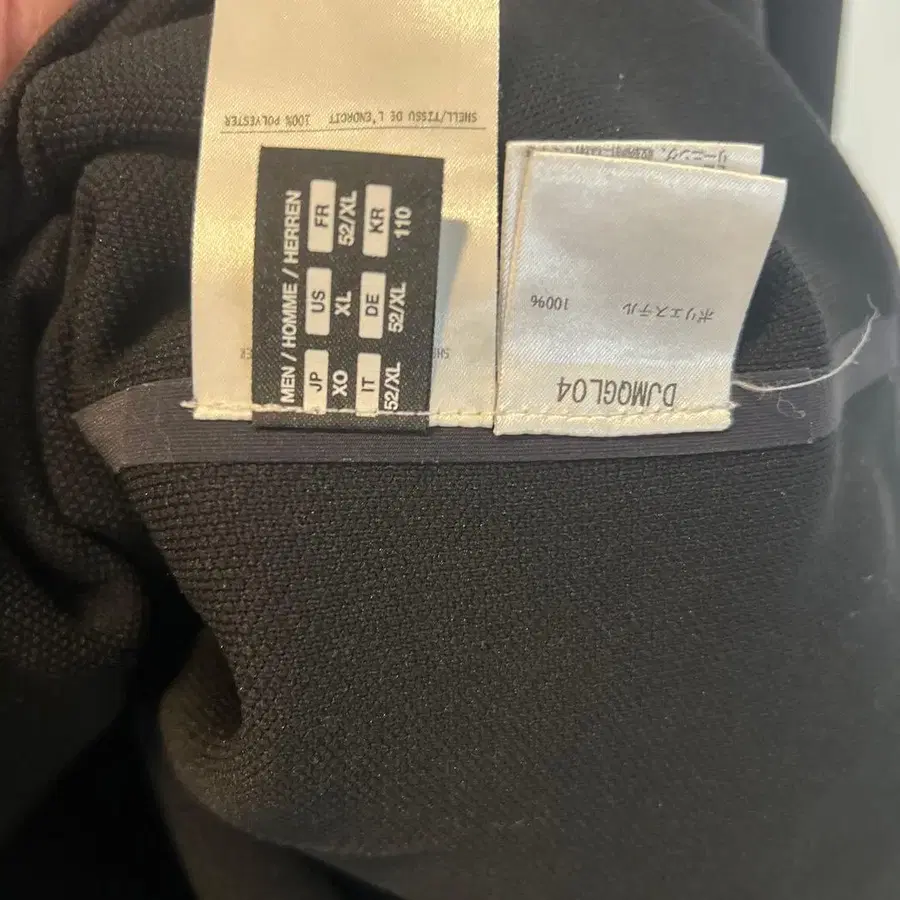 SHELL/TISSU DE L'ENDROIT 100% POLYESTER
MEN / HOMME / HERREN
JP US FR
XO XL 52/XL
IT DE KR
52/XL 52/XL 110
ポリエステル 100%
DJMQGL04